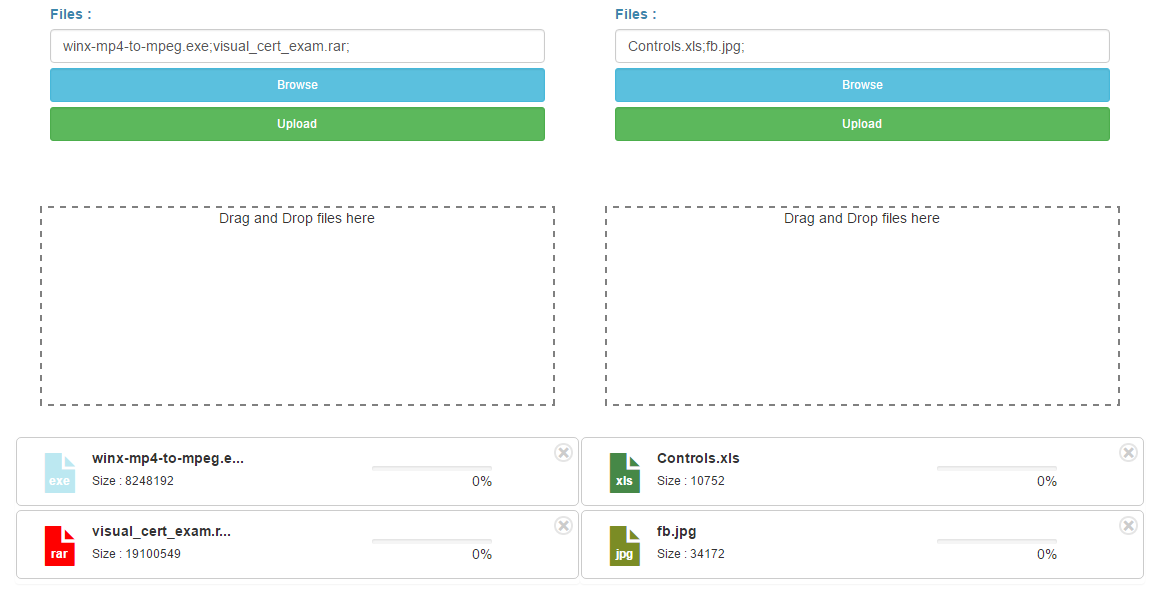 Files :
winx-mp4-to-mpeg.exe;visual_cert_exam.rar;
Browse
Upload
Drag and Drop files here
Files :
Controls.xls;fb.jpg;
Browse
Upload
Drag and Drop files here
exe
winx-mp4-to-mpeg.e...
Size : 8248192
0%
rar
visual_cert_exam.r...
Size : 19100549
0%
xls
Controls.xls
Size : 10752
0%
jpg
fb.jpg
Size : 34172
0%